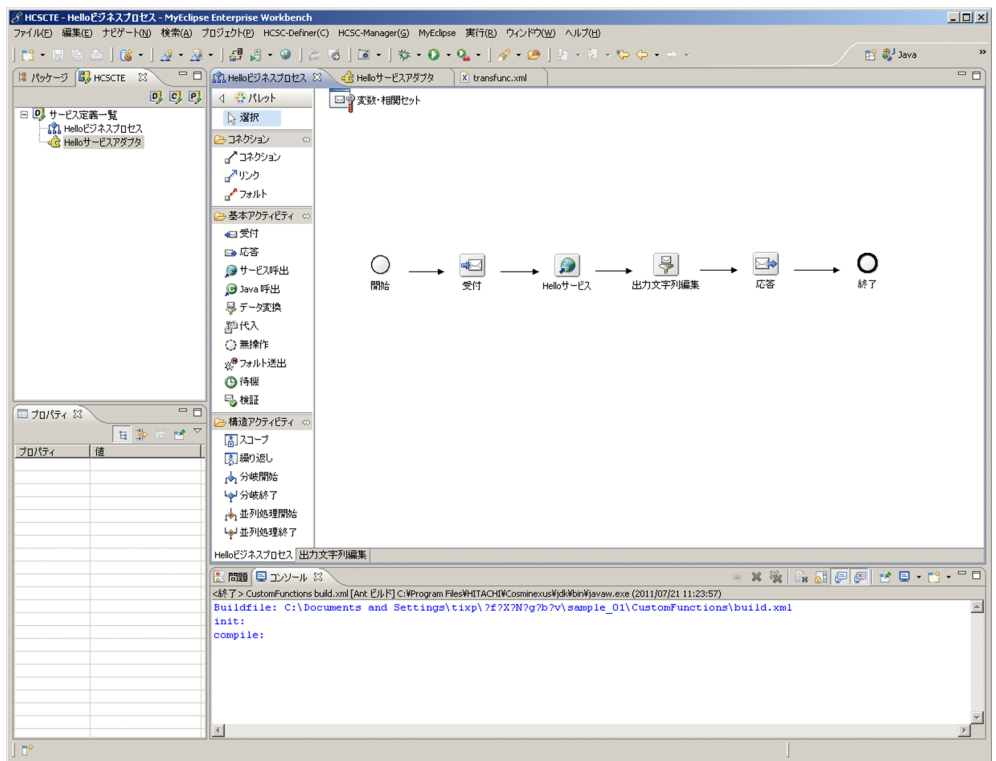 HCSCTE - Helloビジネスプロセス - MyEclipse Enterprise Workbench
ファイル(F) 編集(E) ナビゲート(N) 検索(A) プロジェクト(P) HCSC-Definer(C) HCSC-Manager(G) MyEclipse 実行(R) ウィンドウ(W) ヘルプ(H)
Java
パッケージ HCSCTE
サービス定義一覧
Helloビジネスプロセス
Helloサービスアダプタ
プロパティ
プロパティ 値
Helloビジネスプロセス Helloサービスアダプタ transfunc.xml
パレット
選択
コネクション
コネクション
リンク
フォルト
基本アクティビティ
受付
応答
サービス呼出
Java 呼出
データ変換
代入
無操作
フォルト送出
待機
検証
構造アクティビティ
スコープ
繰り返し
分岐開始
分岐終了
並列処理開始
並列処理終了
変数・相関セット
開始 受付 Helloサービス 出力文字列編集 応答 終了
Helloビジネスプロセス 出力文字列編集
問題 コンソール
<終了> CustomFunctions build.xml [Ant ビルド] C:¥Program Files¥HITACHI¥Cosminexus¥jdk¥bin¥javaw.exe (2011/07/21 11:23:57)
Buildfile: C:\Documents and Settings\tixp\?f?X?N?g?b?v\sample_01\CustomFunctions\build.xml
init:
compile: